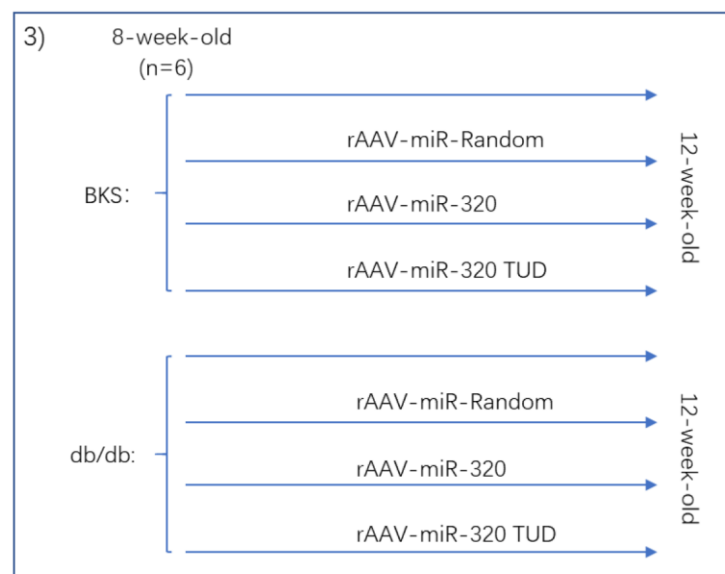 3)
8-week-old
(n=6)
BKS:
rAAV-miR-Random
rAAV-miR-320
rAAV-miR-320 TUD
12-week-old
db/db:
rAAV-miR-Random
rAAV-miR-320
rAAV-miR-320 TUD
12-week-old